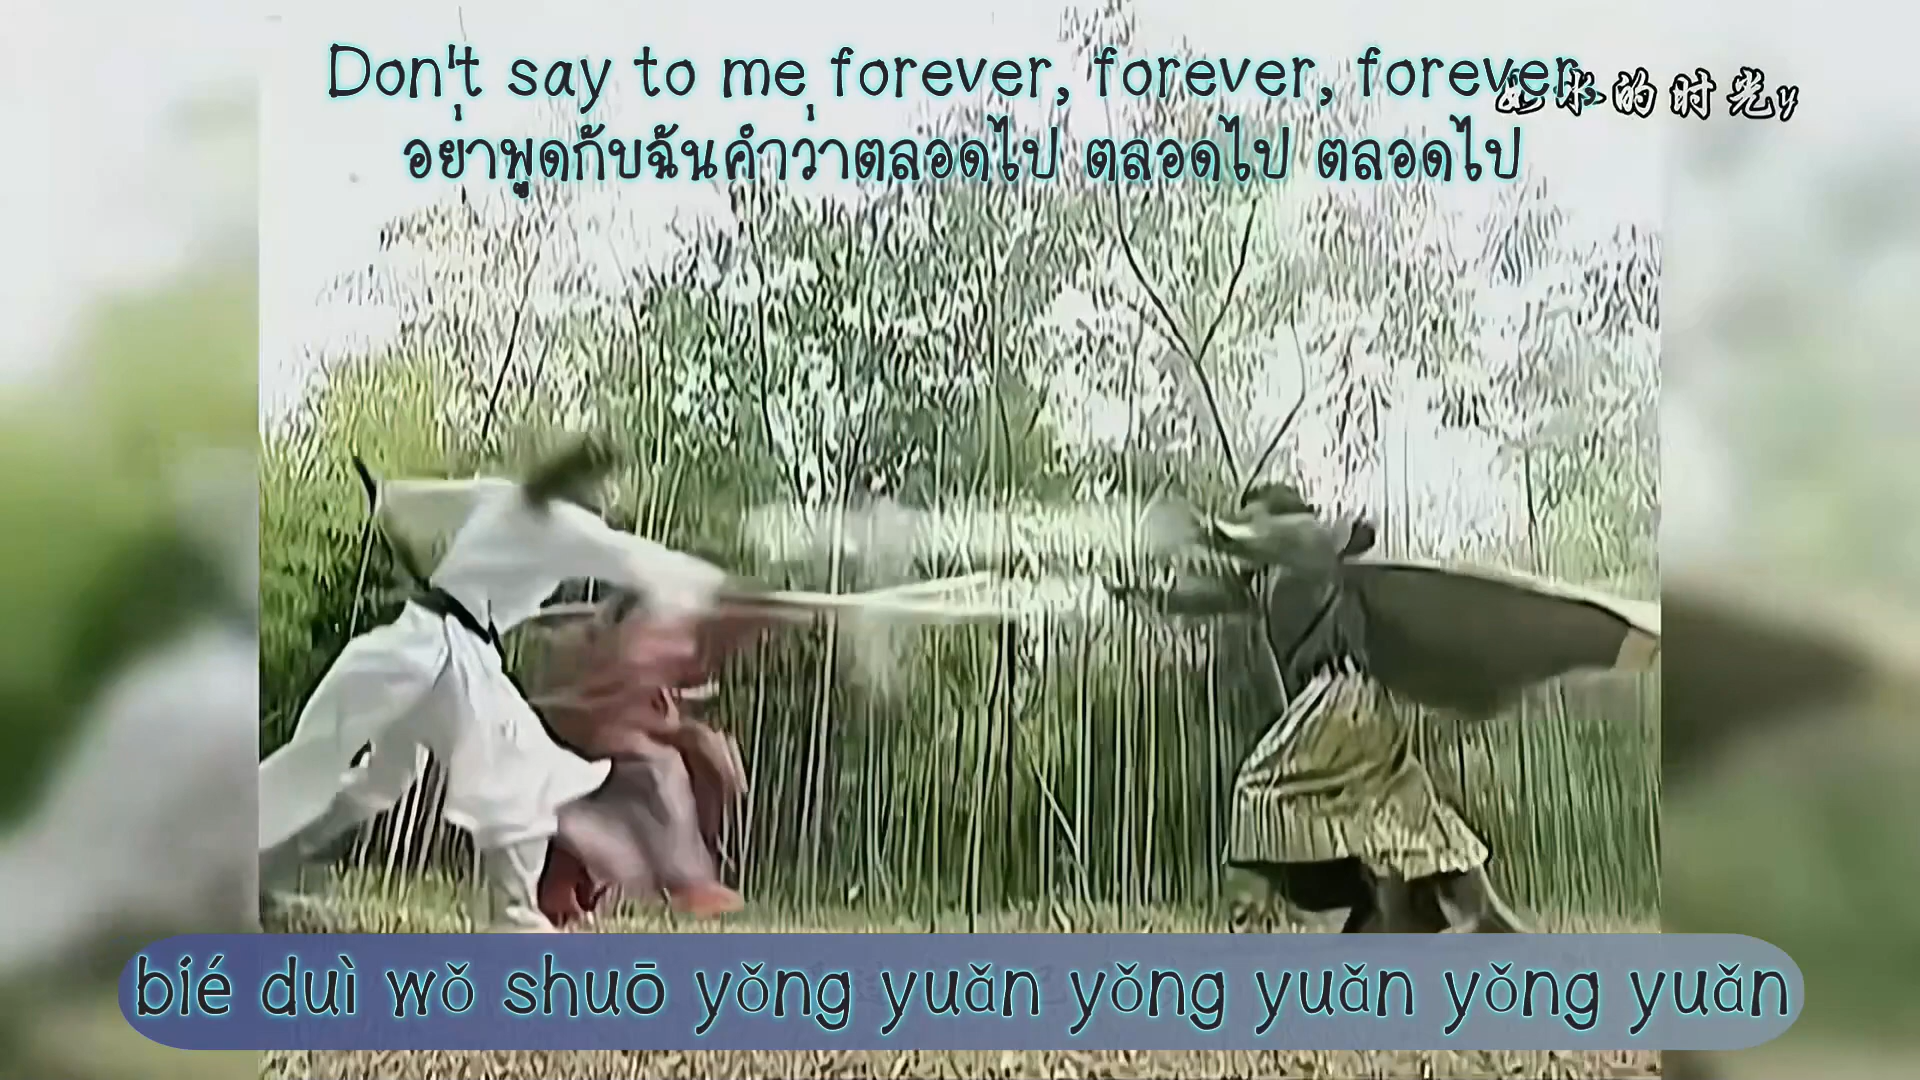 Don't say to me forever, forever, forever,
如水的时光y
อย่าพูดกับฉันคำว่าตลอดไป ตลอดไป ตลอดไป
bié duì wǒ shuō yǒng yuǎn yǒng yuǎn yǒng yuǎn